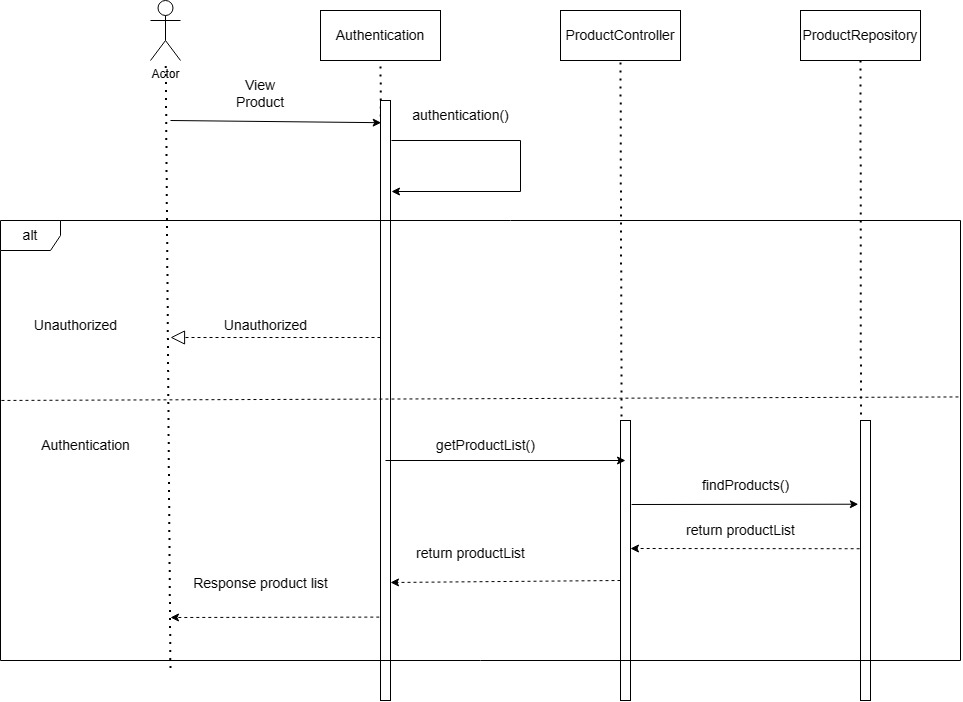 Actor
Authentication
ProductController
ProductRepository
View
Product
authentication()
alt
Unauthorized
Unauthorized
Authentication
getProductList()
findProducts()
return productList
return productList
Response product list